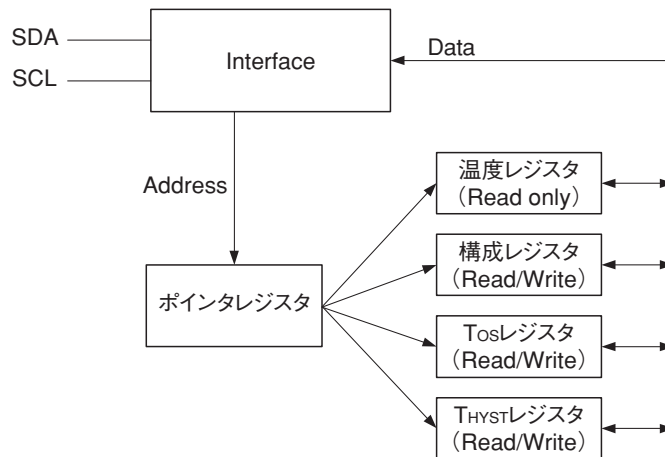 SDA
SCL
Interface
Data
Address
ポインタレジスタ
温度レジスタ
(Read only)
構成レジスタ
(Read/Write)
TOSレジスタ
(Read/Write)
THYSTレジスタ
(Read/Write)